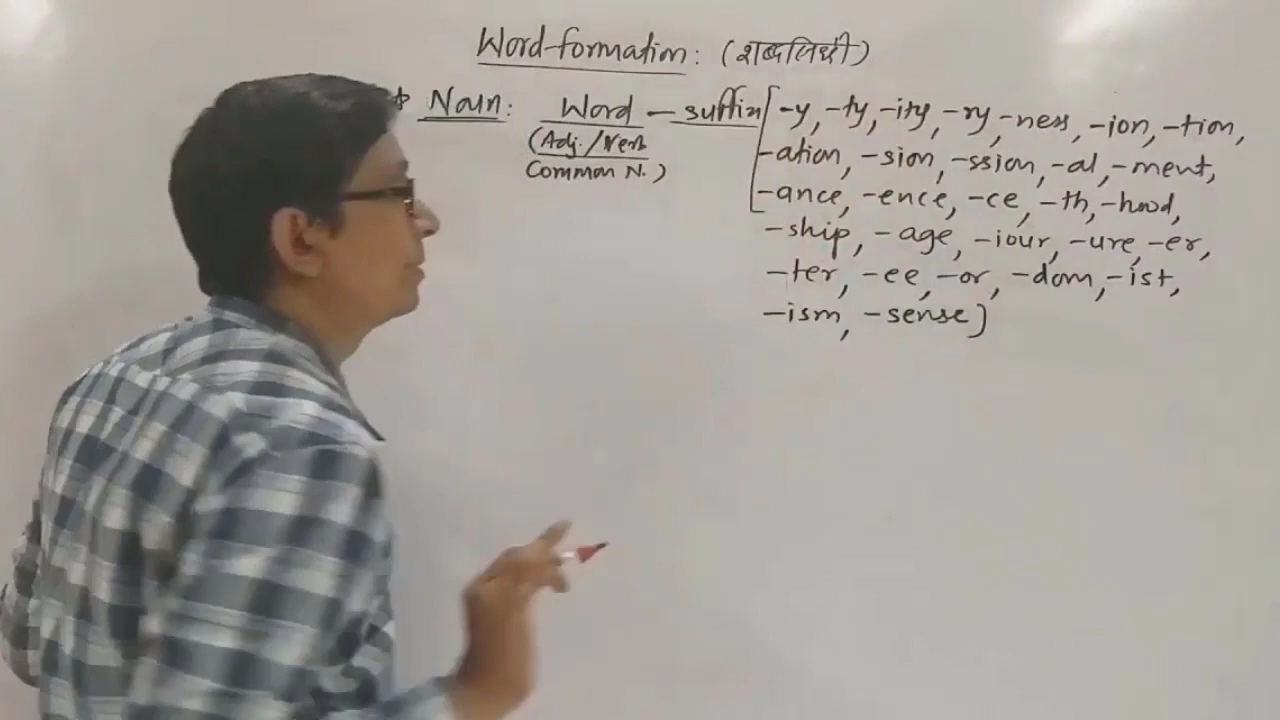 Word-formation: (शब्दनिधी)
* Noun: Word - suffix [-y, -ty, -ity, -ry, -ness, -ion, -tion,
(Adj./Verb
-ation, -sion, -ssion, -al, -ment,
Common N.)
-ance, -ence, -ce, -th, -hood,
-ship, -age, -iour, -ure, -er,
-ter, -ee, -or, -dom, -ist,
-ism, -sense]